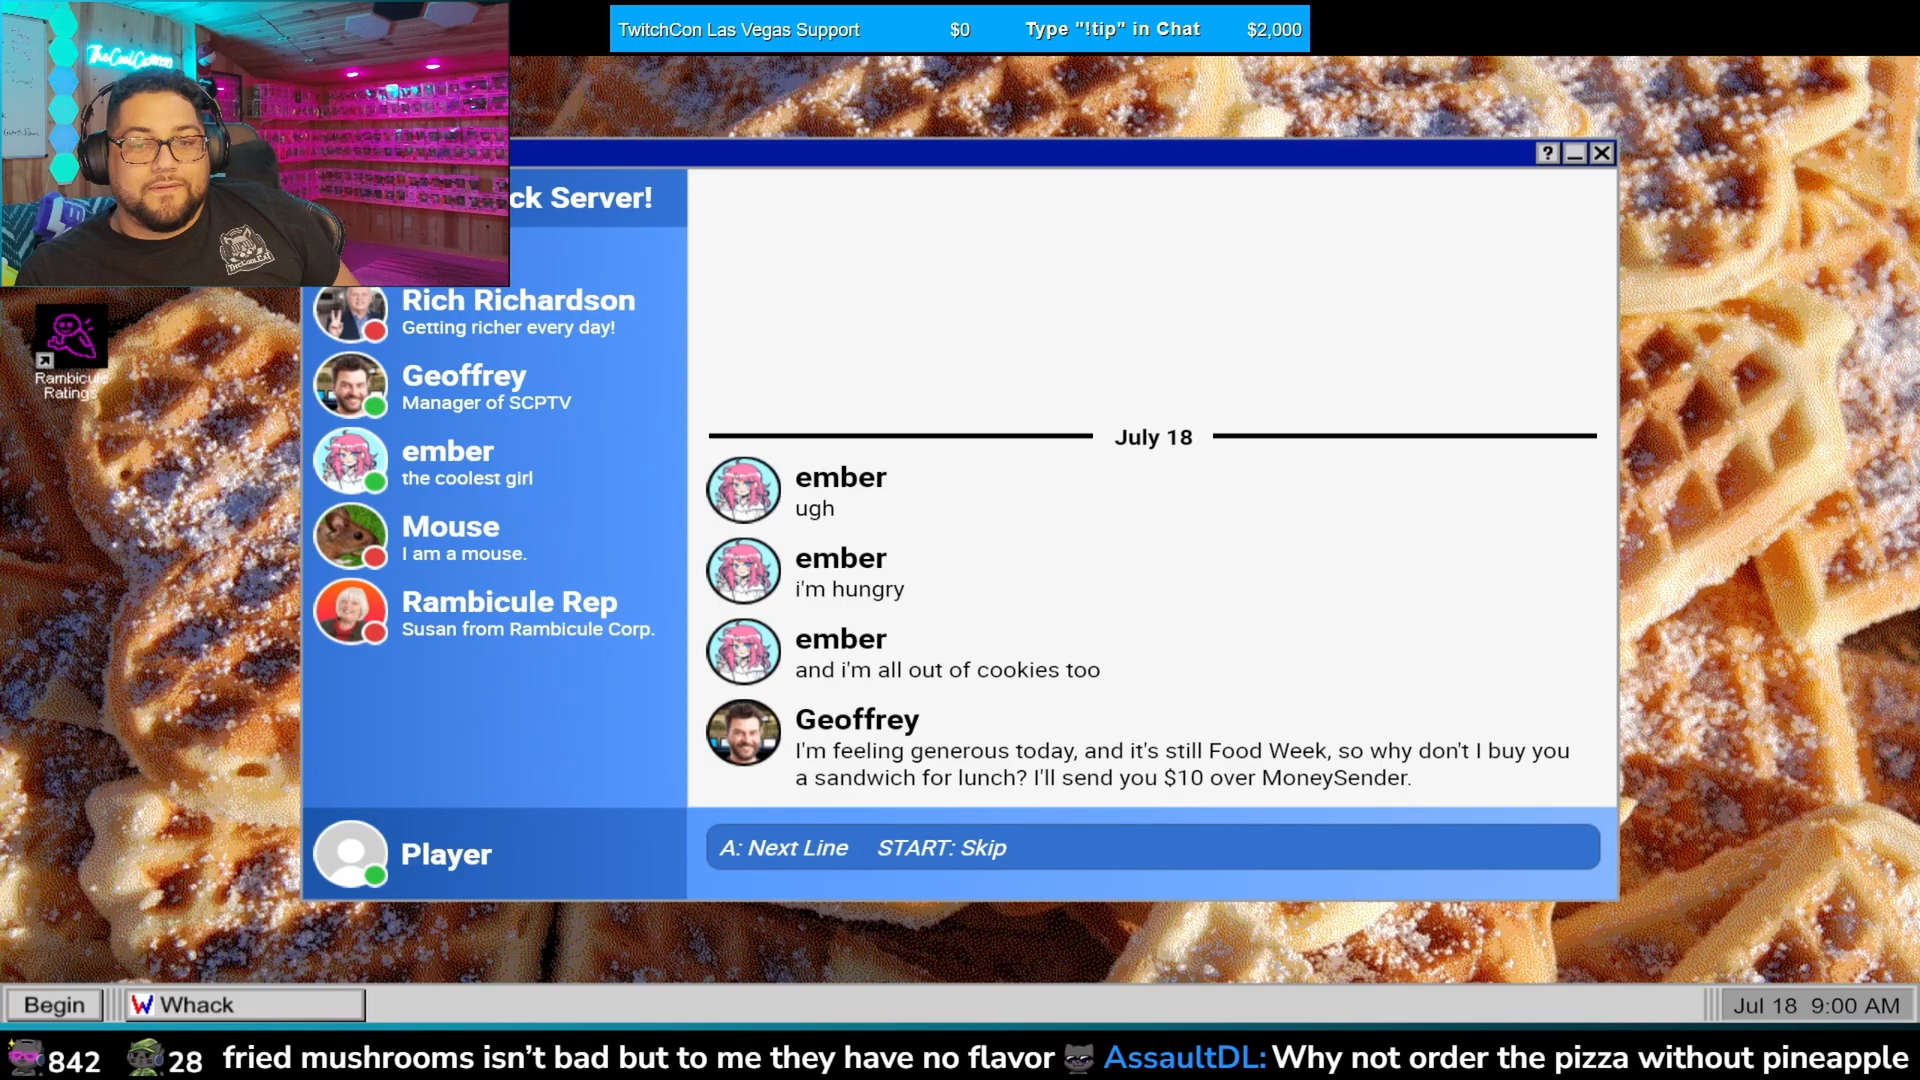 TwitchCon Las Vegas Support $0 Type "!tip" in Chat $2,000
TheCoolCatmon
ck Server!
Rich Richardson
Getting richer every day!
Geoffrey
Manager of SCPTV
ember
the coolest girl
Mouse
I am a mouse.
Rambicule Rep
Susan from Rambicule Corp.
Player
Rambicule
Ratings
July 18
ember
ugh
ember
i'm hungry
ember
and i'm all out of cookies too
Geoffrey
I'm feeling generous today, and it's still Food Week, so why don't I buy you
a sandwich for lunch? I'll send you $10 over MoneySender.
A: Next Line START: Skip
Begin
Whack
Jul 18 9:00 AM
842 28 fried mushrooms isn't bad but to me they have no flavor AssaultDL: Why not order the pizza without pineapple